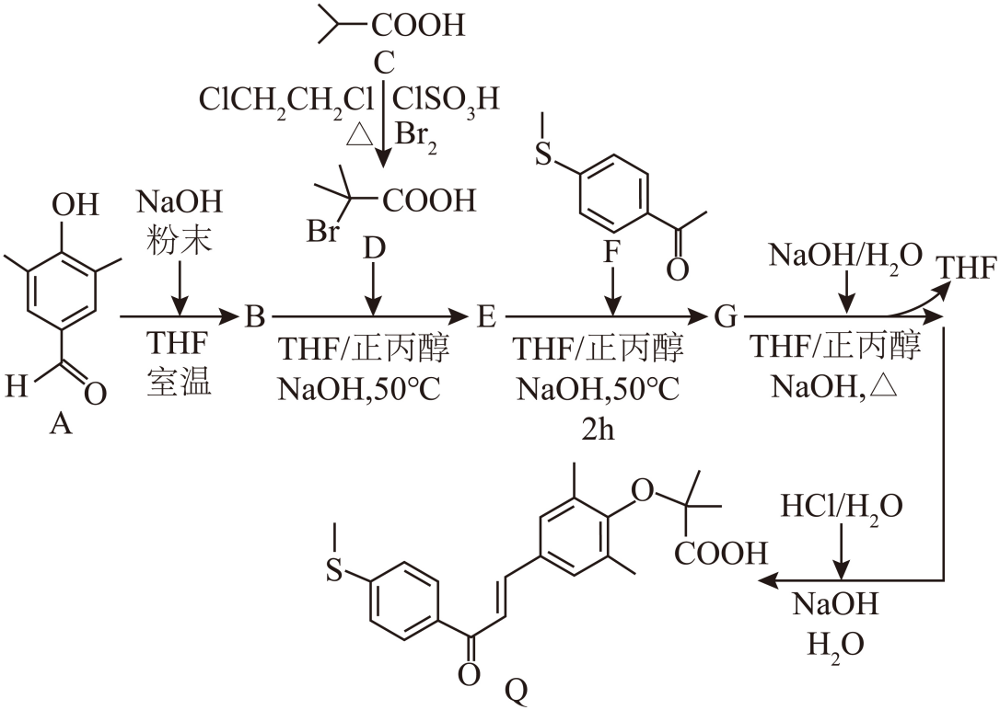 COOH
C
ClCH₂CH₂Cl
ClSO₃H
△
Br₂
COOH
Br
D
OH
H
O
A
NaOH
粉末
THF
室温
B
THF/正丙醇
NaOH,50℃
E
S
O
F
THF/正丙醇
NaOH,50℃
2h
G
NaOH/H₂O
THF
THF/正丙醇
NaOH,△
HCl/H₂O
NaOH
H₂O
S
O
O
COOH
Q